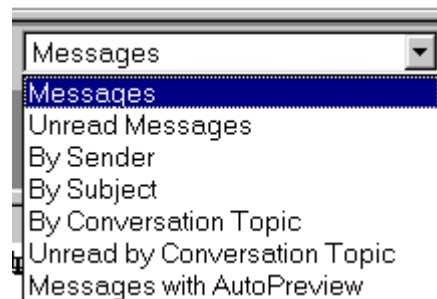 Messages
Messages
Unread Messages
By Sender
By Subject
By Conversation Topic
Unread by Conversation Topic
Messages with AutoPreview